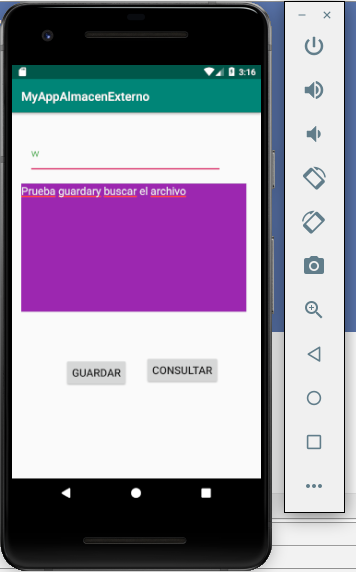 3:16
MyAppAlmacenExterno
w
Prueba guardary buscar el archivo
GUARDAR
CONSULTAR